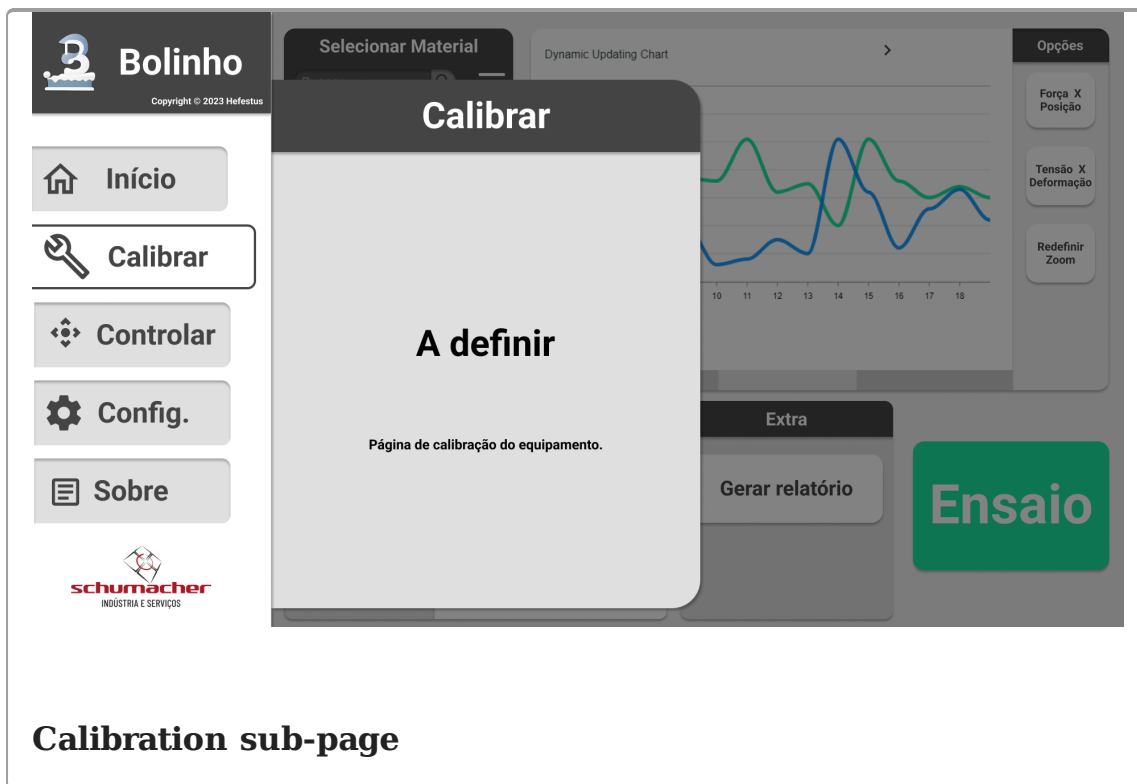 Bolinho
Copyright © 2023 Hefestus
Início
Calibrar
Controlar
Config.
Sobre
schumacher
INDÚSTRIA E SERVIÇOS
Selecionar Material
Calibrar
A definir
Página de calibração do equipamento.
Dynamic Updating Chart
10 11 12 13 14 15 16 17 18
Opções
Força X
Posição
Tensão X
Deformação
Redefinir
Zoom
Extra
Gerar relatório
Ensaio
Calibration sub-page